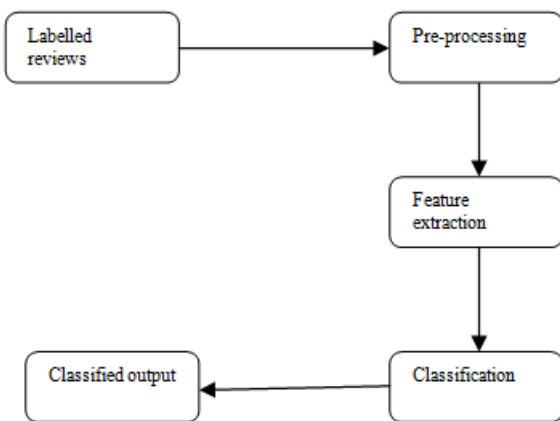 Labelled
reviews
Pre-processing
Feature
extraction
Classification
Classified output